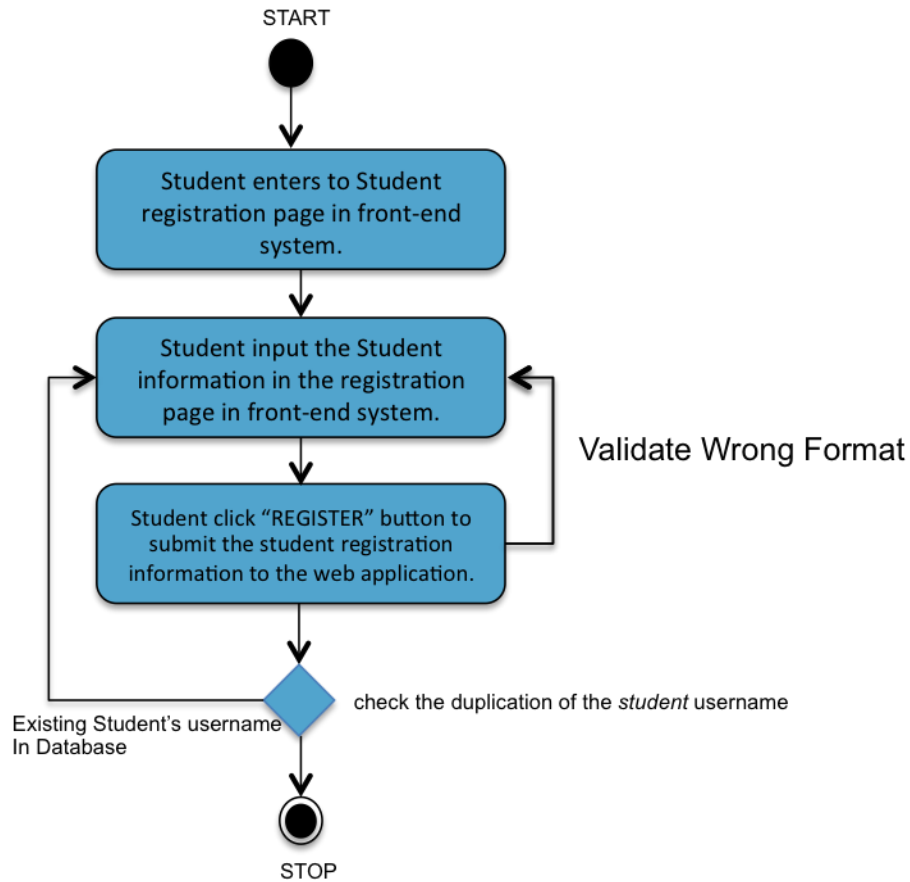 START
Student enters to Student
registration page in front-end
system.
Student input the Student
information in the registration
page in front-end system.
Validate Wrong Format
Student click “REGISTER” button to
submit the student registration
information to the web application.
check the duplication of the student username
Existing Student’s username
In Database
STOP